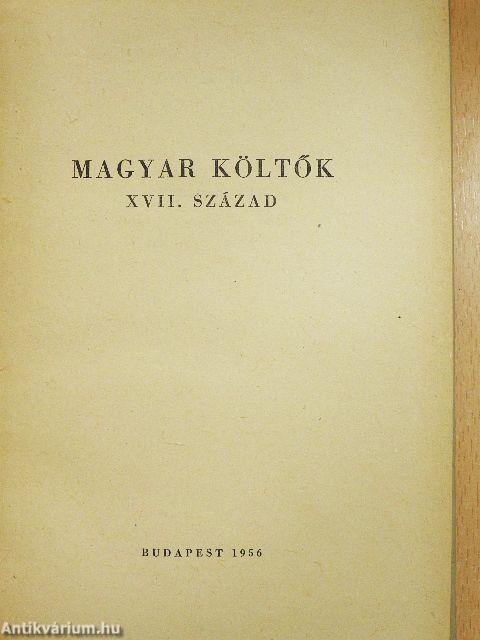 MAGYAR KÖLTŐK
XVII. SZÁZAD
BUDAPEST 1956
Antikvárium.hu